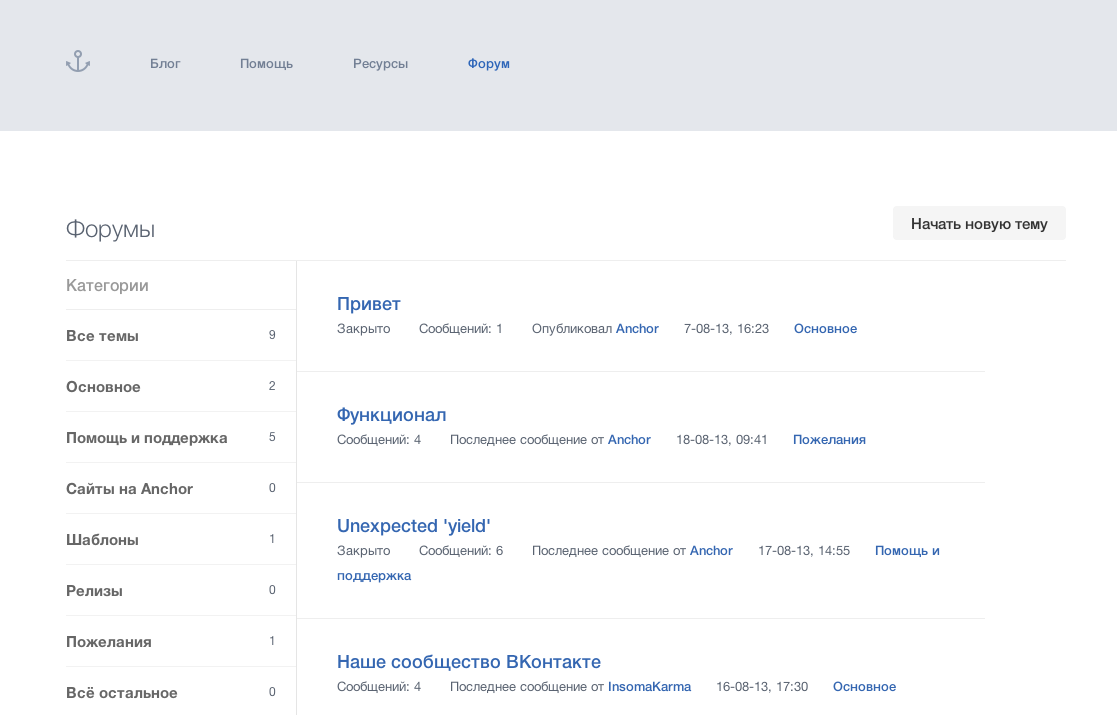 Блог Помощь Ресурсы Форум
Форумы
Начать новую тему
Категории
Все темы 9
Основное 2
Помощь и поддержка 5
Сайты на Anchor 0
Шаблоны 1
Релизы 0
Пожелания 1
Всё остальное 0
Привет
Закрыто Сообщений: 1 Опубликовал Anchor 7-08-13, 16:23 Основное
Функционал
Сообщений: 4 Последнее сообщение от Anchor 18-08-13, 09:41 Пожелания
Unexpected 'yield'
Закрыто Сообщений: 6 Последнее сообщение от Anchor 17-08-13, 14:55 Помощь и
поддержка
Наше сообщество ВКонтакте
Сообщений: 4 Последнее сообщение от InsomaKarma 16-08-13, 17:30 Основное